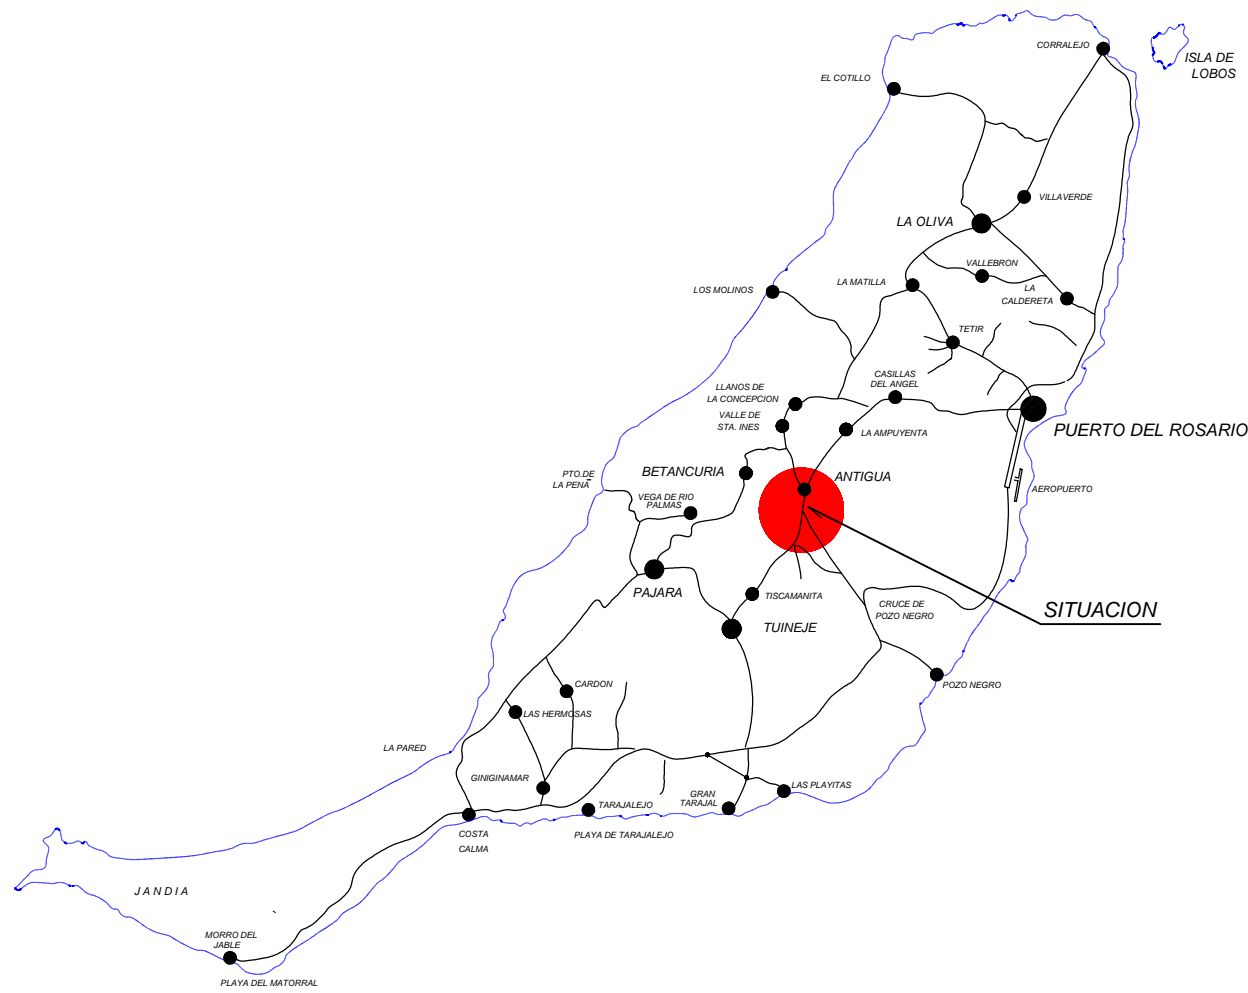 CORRALEJO
ISLA DE
LOBOS
EL COTILLO
VILLAVERDE
LA OLIVA
VALLEBRON
LA MATILLA
LA
CALDERETA
LOS MOLINOS
TETIR
CASILLAS
DEL ANGEL
LLANOS DE
LA CONCEPCION
VALLE DE
STA. INES
LA AMPUYENTA
PUERTO DEL ROSARIO
BETANCURIA
ANTIGUA
PTO.DE
LA PENA
AEROPUERTO
VEGA DE RIO
PALMAS
PAJARA
TISCAMANITA
CRUCE DE
POZO NEGRO
SITUACION
TUINEJE
CARDON
POZO NEGRO
LAS HERMOSAS
LA PARED
GINIGINAMAR
LAS PLAYITAS
GRAN
TARAJAL
TARAJALEJO
COSTA
CALMA
PLAYA DE TARAJALEJO
JANDIA
MORRO DEL
JABLE
PLAYA DEL MATORRAL